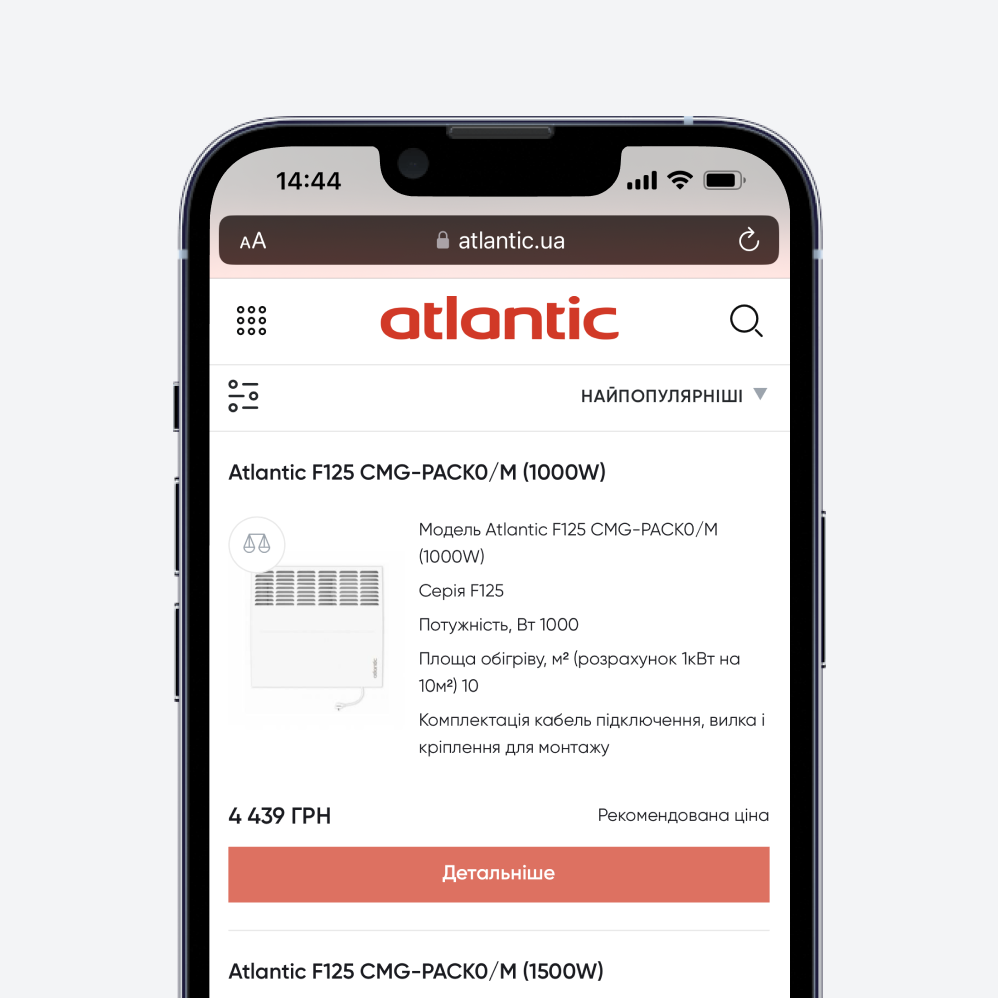 14:44
AA
atlantic.ua
atlantic
НАЙПОПУЛЯРНІШІ
Atlantic F125 CMG-PACK0/M (1000W)
Модель Atlantic F125 CMG-PACK0/M
(1000W)
Серія F125
Потужність, Вт 1000
Площа обігріву, м² (розрахунок 1кВт на
10м²) 10
Комплектація кабель підключення, вилка і
кріплення для монтажу
atlantic
4 439 ГРН
Рекомендована ціна
Детальніше
Atlantic F125 CMG-PACK0/M (1500W)